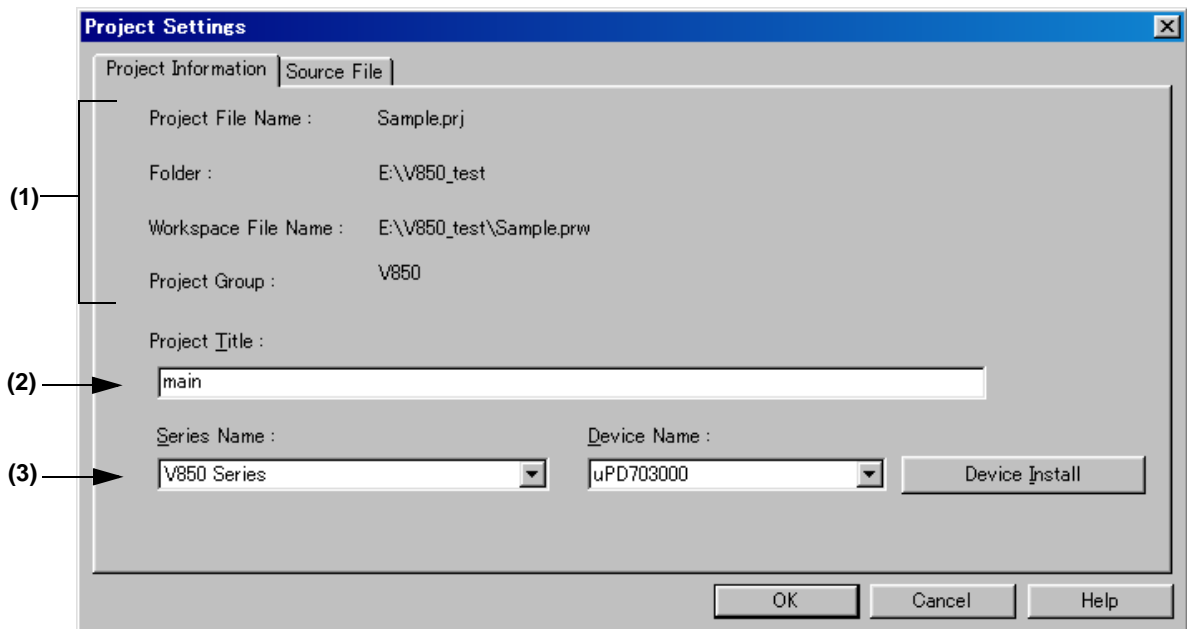 Project Settings
Project Information Source File
(1)
Project File Name : Sample.prj
Folder : E:\V850_test
Workspace File Name : E:\V850_test\Sample.prw
Project Group : V850
Project Title :
(2)
main
Series Name : Device Name :
(3)
V850 Series uPD703000 Device Install
OK Cancel Help